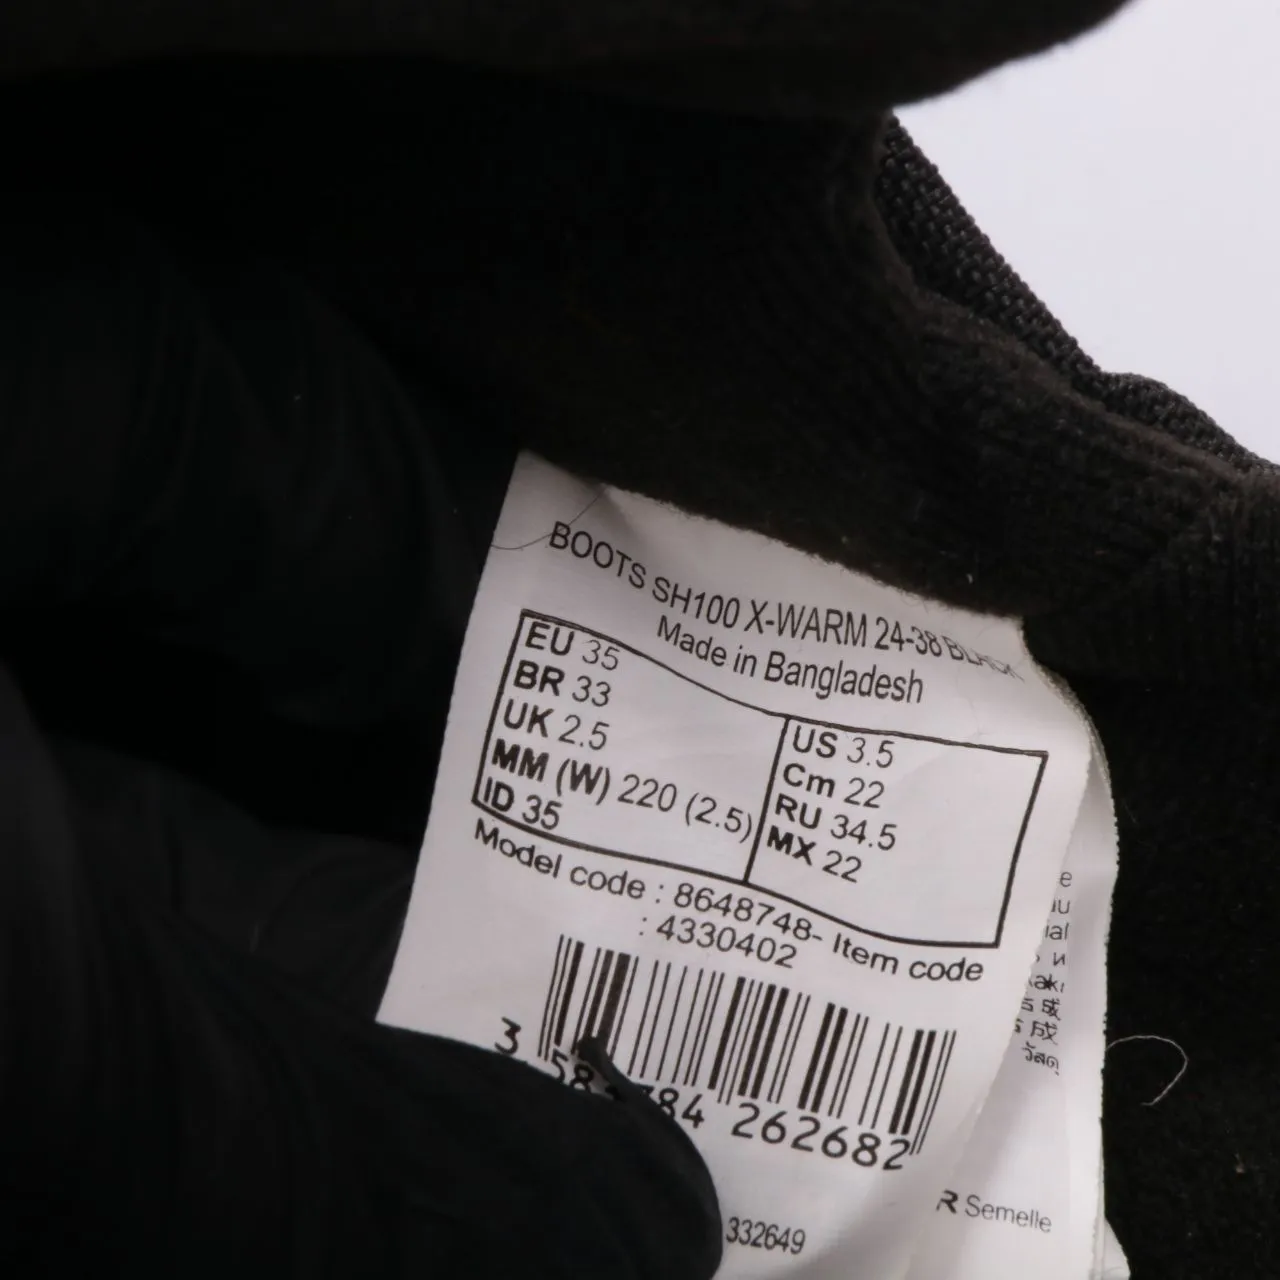 BOOTS SH100 X-WARM 24-38 BLACK
Made in Bangladesh
EU 35
BR 33
UK 2.5
MM (W) 220 (2.5)
ID 35
US 3.5
Cm 22
RU 34.5
MX 22
Model code : 8648748- Item code
: 4330402
3 262682
332649
R Semelle